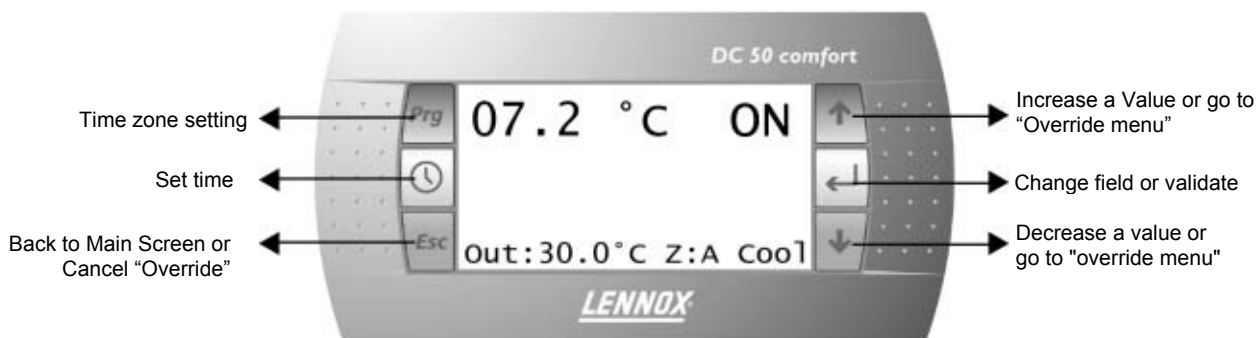 DC 50 comfort
Time zone setting
Prg
07.2 °C ON
Increase a Value or go to
“Override menu”
Set time
Change field or validate
Back to Main Screen or
Cancel “Override”
Esc
Out:30.0°C Z:A Cool
Decrease a value or
go to "override menu"
LENNOX